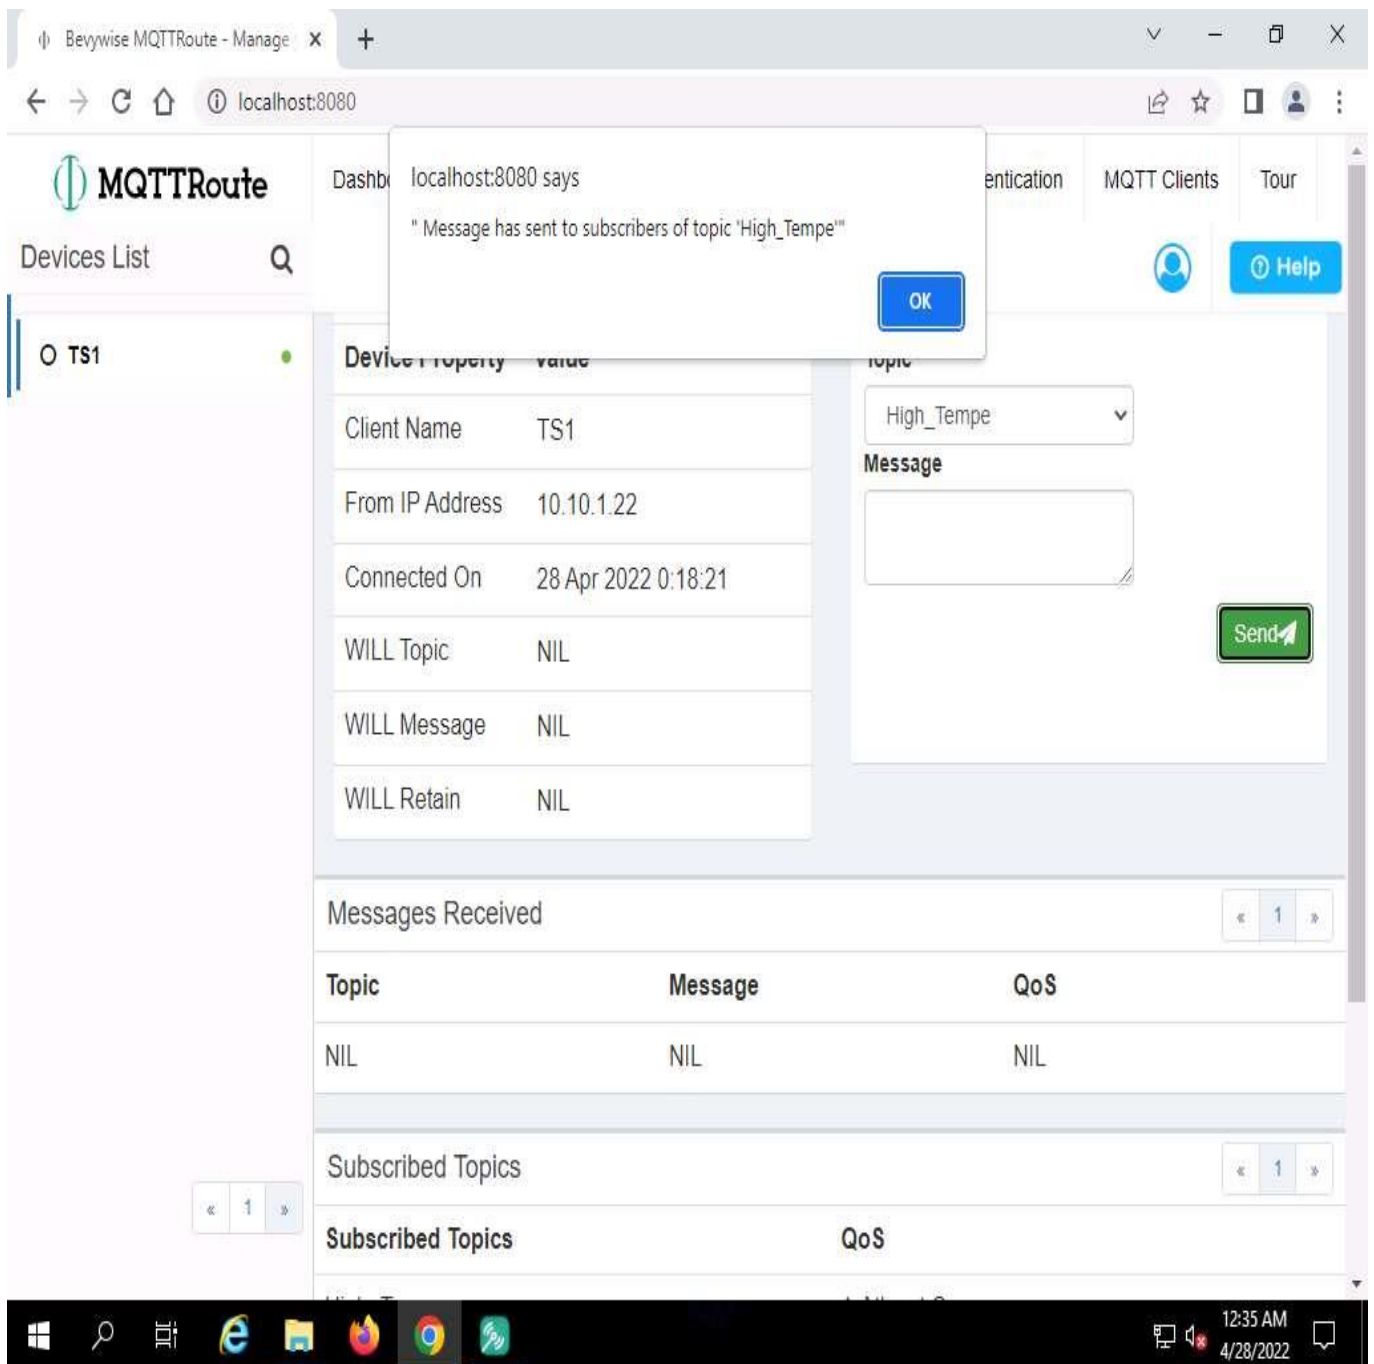 Bevywise MQTTRoute - Manage
localhost:8080
MQTTRoute
MQTT Clients Tour
localhost:8080 says
" Message has sent to subscribers of topic 'High_Tempe'"
OK
Devices List
Help
TS1
Device Property Value
Topic
Client Name TS1
High_Tempe
Message
From IP Address 10.10.1.22
Connected On 28 Apr 2022 0:18:21
Send
WILL Topic NIL
WILL Message NIL
WILL Retain NIL
Messages Received
« 1 »
Topic Message QoS
NIL NIL NIL
Subscribed Topics
« 1 »
« 1 »
Subscribed Topics QoS
12:35 AM
4/28/2022